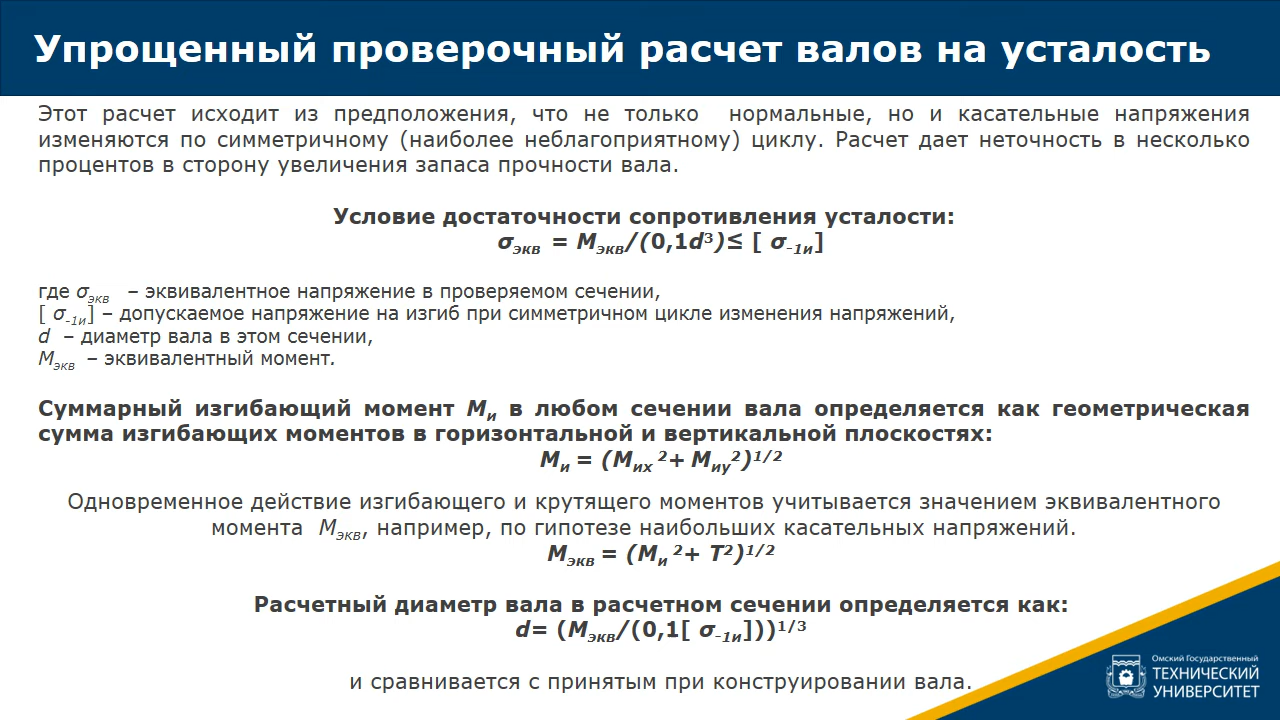 Упрощенный проверочный расчет валов на усталость
Этот расчет исходит из предположения, что не только нормальные, но и касательные напряжения
изменяются по симметричному (наиболее неблагоприятному) циклу. Расчет дает неточность в несколько
процентов в сторону увеличения запаса прочности вала.
Условие достаточности сопротивления усталости:
σэкв = Mэкв/(0,1d³)≤ [ σ-1и]
где σэкв – эквивалентное напряжение в проверяемом сечении,
[ σ-1и] – допускаемое напряжение на изгиб при симметричном цикле изменения напряжений,
d – диаметр вала в этом сечении,
Mэкв – эквивалентный момент.
Суммарный изгибающий момент Mи в любом сечении вала определяется как геометрическая
сумма изгибающих моментов в горизонтальной и вертикальной плоскостях:
Mи = (Mих ²+ Mиу²)¹/²
Одновременное действие изгибающего и крутящего моментов учитывается значением эквивалентного
момента Mэкв, например, по гипотезе наибольших касательных напряжений.
Mэкв = (Mи ²+ T²)¹/²
Расчетный диаметр вала в расчетном сечении определяется как:
d= (Mэкв/(0,1[ σ-1и]))¹/³
и сравнивается с принятым при конструировании вала.
Омский Государственный
ТЕХНИЧЕСКИЙ
УНИВЕРСИТЕТ